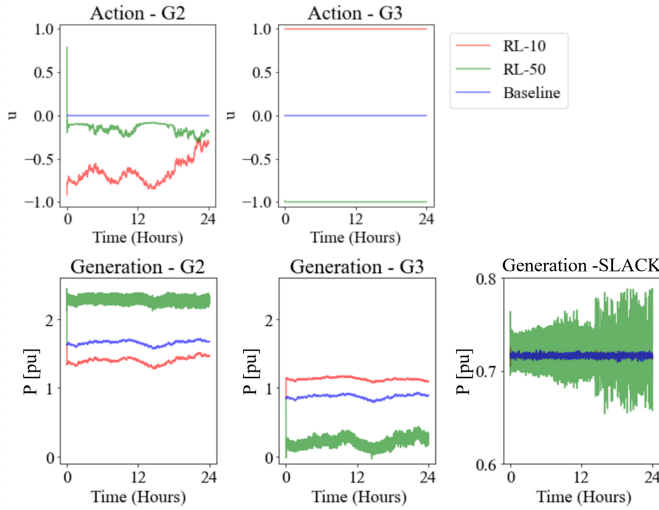 Action - G2
1.0
0.5
0.0
−0.5
−1.0
u
0
12
24
Time (Hours)
Action - G3
1.0
0.5
0.0
−0.5
−1.0
u
0
12
24
Time (Hours)
RL-10
RL-50
Baseline
Generation - G2
2
1
0
P [pu]
0
12
24
Time (Hours)
Generation - G3
2
1
0
P [pu]
0
12
24
Time (Hours)
Generation -SLACK
0.8
0.7
0.6
P [pu]
0
12
24
Time (Hours)